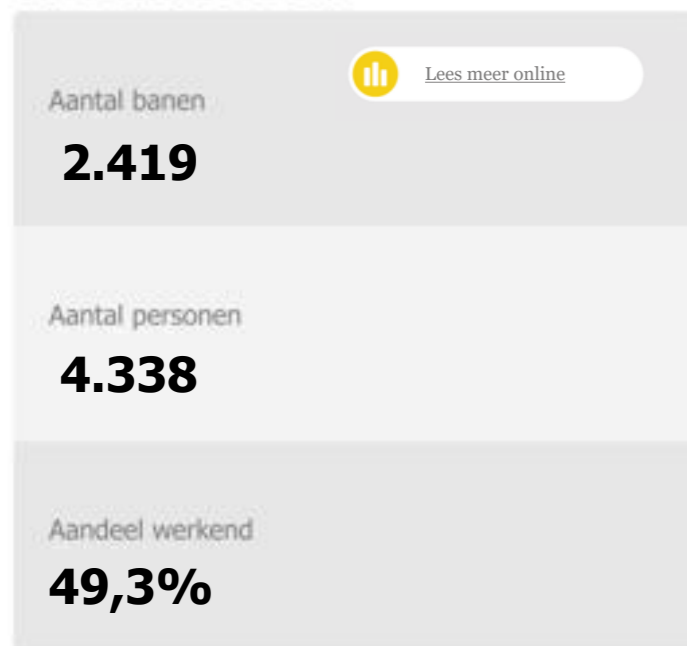 Aantal banen
Lees meer online
2.419
Aantal personen
4.338
Aandeel werkend
49,3%